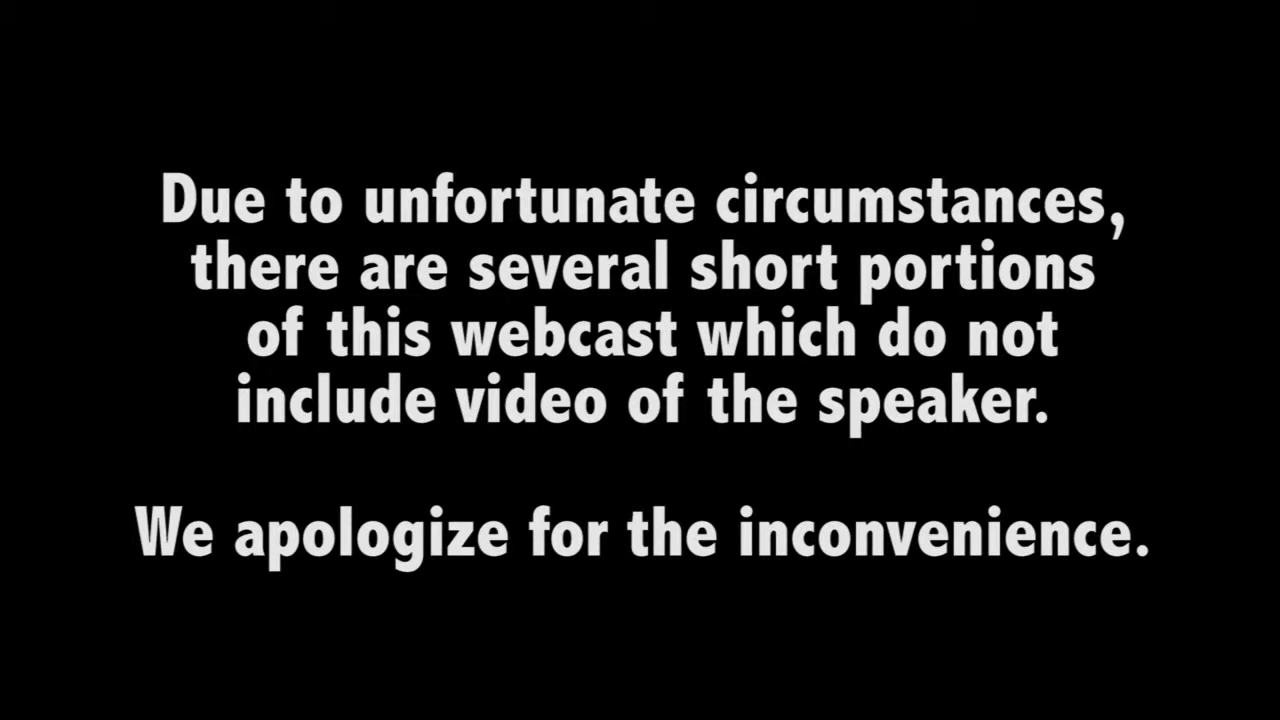 Due to unfortunate circumstances,
there are several short portions
of this webcast which do not
include video of the speaker.
We apologize for the inconvenience.